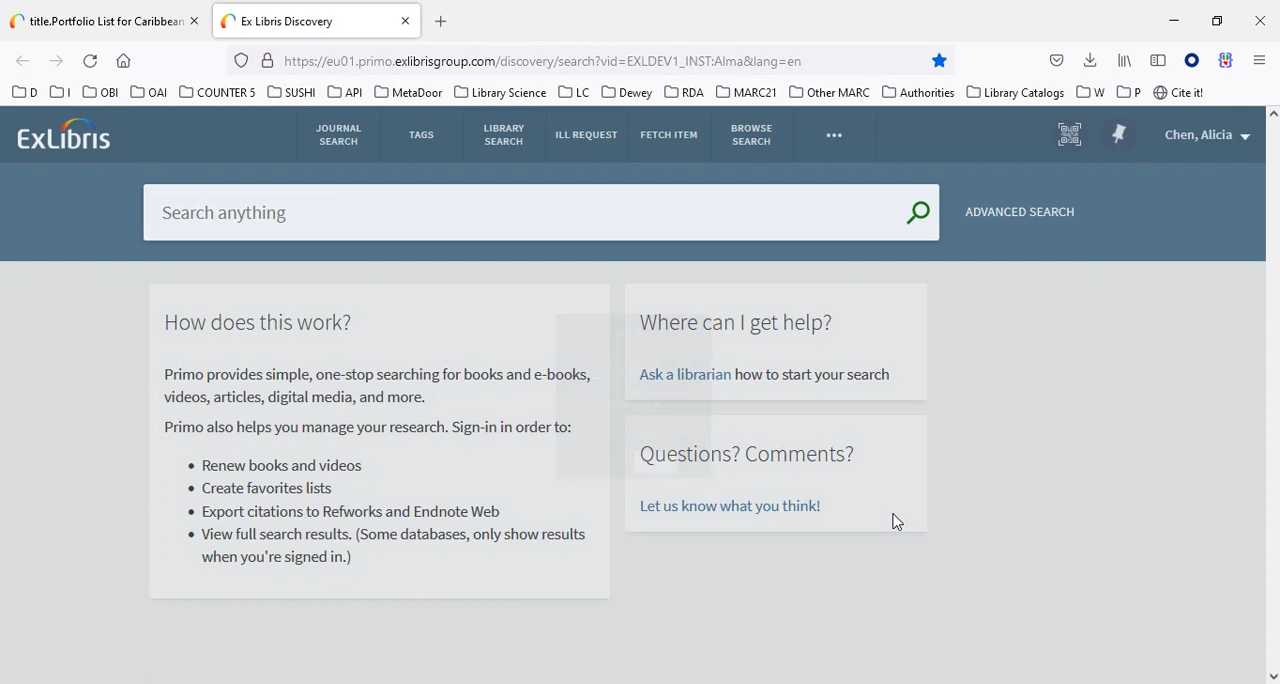 title.Portfolio List for Caribbean
Ex Libris Discovery
https://eu01.primo.exlibrisgroup.com/discovery/search?vid=EXLDEV1_INST:Alma&lang=en
D I OBI OAI COUNTER 5 SUSHI API MetaDoor Library Science LC Dewey RDA MARC21 Other MARC Authorities Library Catalogs W P Cite it!
ExLibris
JOURNAL SEARCH
TAGS
LIBRARY SEARCH
ILL REQUEST
FETCH ITEM
BROWSE SEARCH
Chen, Alicia
Search anything
ADVANCED SEARCH
How does this work?
Primo provides simple, one-stop searching for books and e-books,
videos, articles, digital media, and more.
Primo also helps you manage your research. Sign-in in order to:
• Renew books and videos
• Create favorites lists
• Export citations to Refworks and Endnote Web
• View full search results. (Some databases, only show results
when you're signed in.)
Where can I get help?
Ask a librarian how to start your search
Questions? Comments?
Let us know what you think!